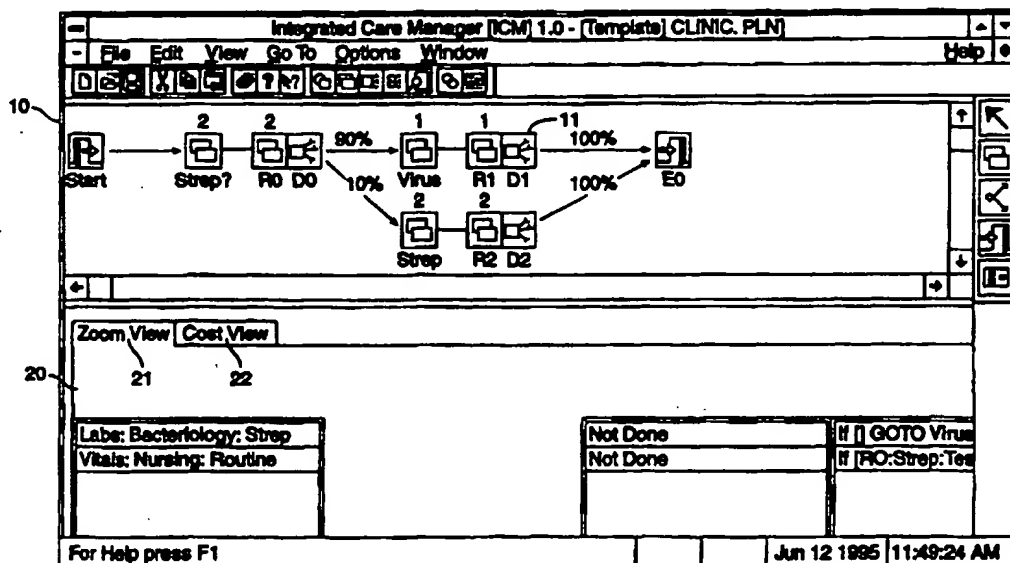 Integrated Care Manager [ICM] 1.0 - [Template] CLINIC. PLN]
File Edit View Go To Options Window Help
10
2 2 90% 1 1 11 100%
Start Strep? R0 D0 10% Virus R1 D1 100% E0
2 2
Strep R2 D2
Zoom View Cost View
20 21 22
Labs: Bacteriology: Strep Not Done If [] GOTO Virus
Vitals: Nursing: Routine Not Done If [RO:Strep:Tes
For Help press F1 Jun 12 1995 11:49:24 AM